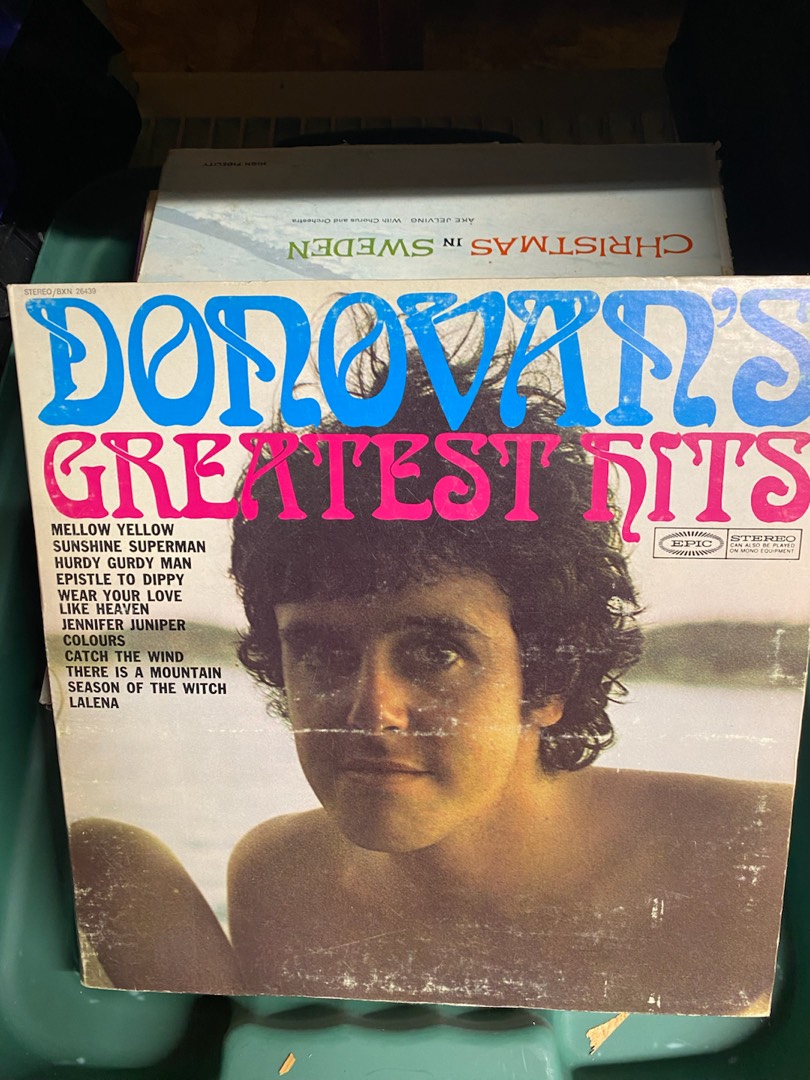 HIGH FIDELITY
ÅKE JELVING With Chorus and Orchestra
CHRISTMAS IN SWEDEN
STEREO/BXN 26439
DONOVAN'S
GREATEST HITS
MELLOW YELLOW
SUNSHINE SUPERMAN
HURDY GURDY MAN
EPISTLE TO DIPPY
WEAR YOUR LOVE
LIKE HEAVEN
JENNIFER JUNIPER
COLOURS
CATCH THE WIND
THERE IS A MOUNTAIN
SEASON OF THE WITCH
LALENA
EPIC
STEREO
CAN ALSO BE PLAYED
ON MONO EQUIPMENT